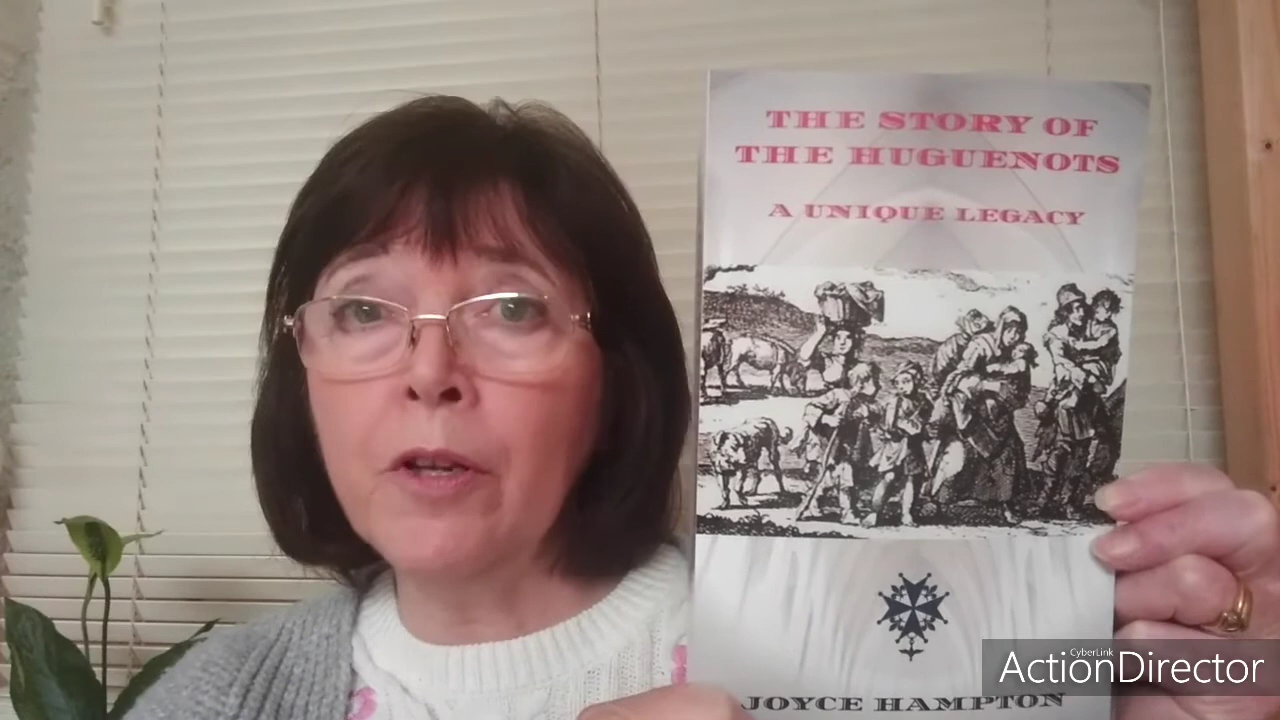 THE STORY OF
THE HUGUENOTS
A UNIQUE LEGACY
JOYCE HAMPTON
CyberLink
ActionDirector